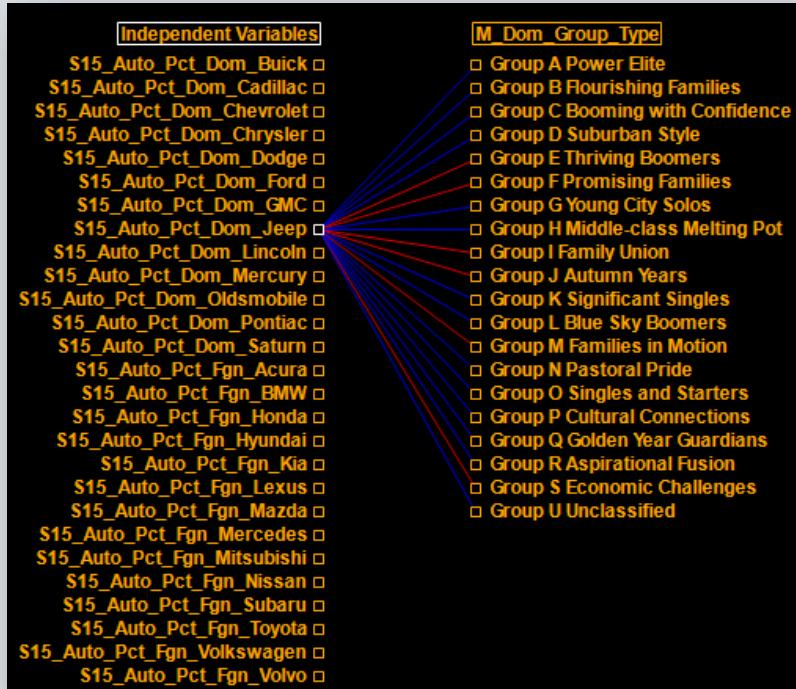 Independent Variables
S15_Auto_Pct_Dom_Buick
S15_Auto_Pct_Dom_Cadillac
S15_Auto_Pct_Dom_Chevrolet
S15_Auto_Pct_Dom_Chrysler
S15_Auto_Pct_Dom_Dodge
S15_Auto_Pct_Dom_Ford
S15_Auto_Pct_Dom_GMC
S15_Auto_Pct_Dom_Jeep
S15_Auto_Pct_Dom_Lincoln
S15_Auto_Pct_Dom_Mercury
S15_Auto_Pct_Dom_Oldsmobile
S15_Auto_Pct_Dom_Pontiac
S15_Auto_Pct_Dom_Saturn
S15_Auto_Pct_Fgn_Acura
S15_Auto_Pct_Fgn_BMW
S15_Auto_Pct_Fgn_Honda
S15_Auto_Pct_Fgn_Hyundai
S15_Auto_Pct_Fgn_Kia
S15_Auto_Pct_Fgn_Lexus
S15_Auto_Pct_Fgn_Mazda
S15_Auto_Pct_Fgn_Mercedes
S15_Auto_Pct_Fgn_Mitsubishi
S15_Auto_Pct_Fgn_Nissan
S15_Auto_Pct_Fgn_Subaru
S15_Auto_Pct_Fgn_Toyota
S15_Auto_Pct_Fgn_Volkswagen
S15_Auto_Pct_Fgn_Volvo
M_Dom_Group_Type
Group A Power Elite
Group B Flourishing Families
Group C Booming with Confidence
Group D Suburban Style
Group E Thriving Boomers
Group F Promising Families
Group G Young City Solos
Group H Middle-class Melting Pot
Group I Family Union
Group J Autumn Years
Group K Significant Singles
Group L Blue Sky Boomers
Group M Families in Motion
Group N Pastoral Pride
Group O Singles and Starters
Group P Cultural Connections
Group Q Golden Year Guardians
Group R Aspirational Fusion
Group S Economic Challenges
Group U Unclassified